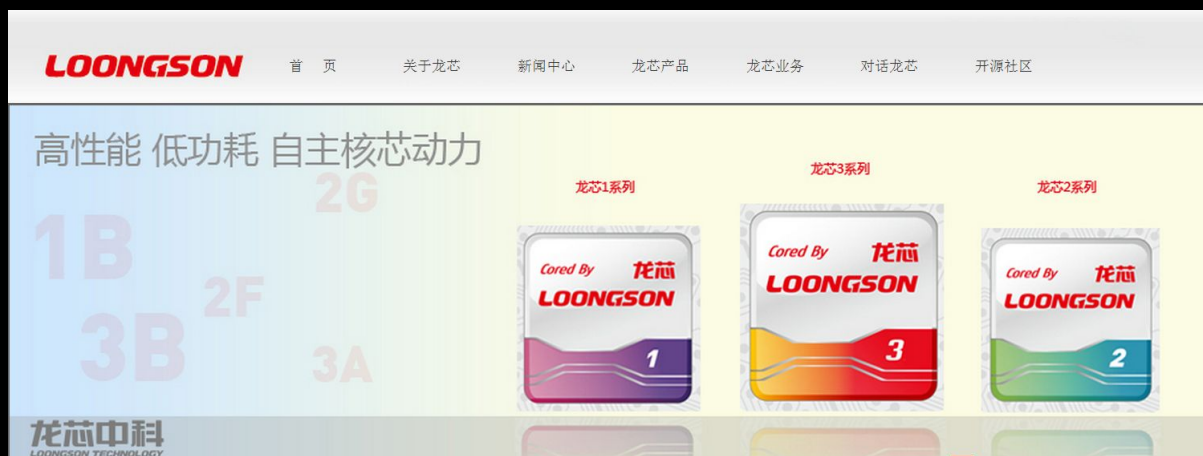 LOONGSON 首 页 关于龙芯 新闻中心 龙芯产品 龙芯业务 对话龙芯 开源社区
高性能 低功耗 自主核芯动力
龙芯1系列
龙芯3系列
龙芯2系列
2G
1B
2F
3B
3A
Cored By 龙芯
LOONGSON
1
Cored By 龙芯
LOONGSON
3
Cored By 龙芯
LOONGSON
2
龙芯中科
LOONGSON TECHNOLOGY